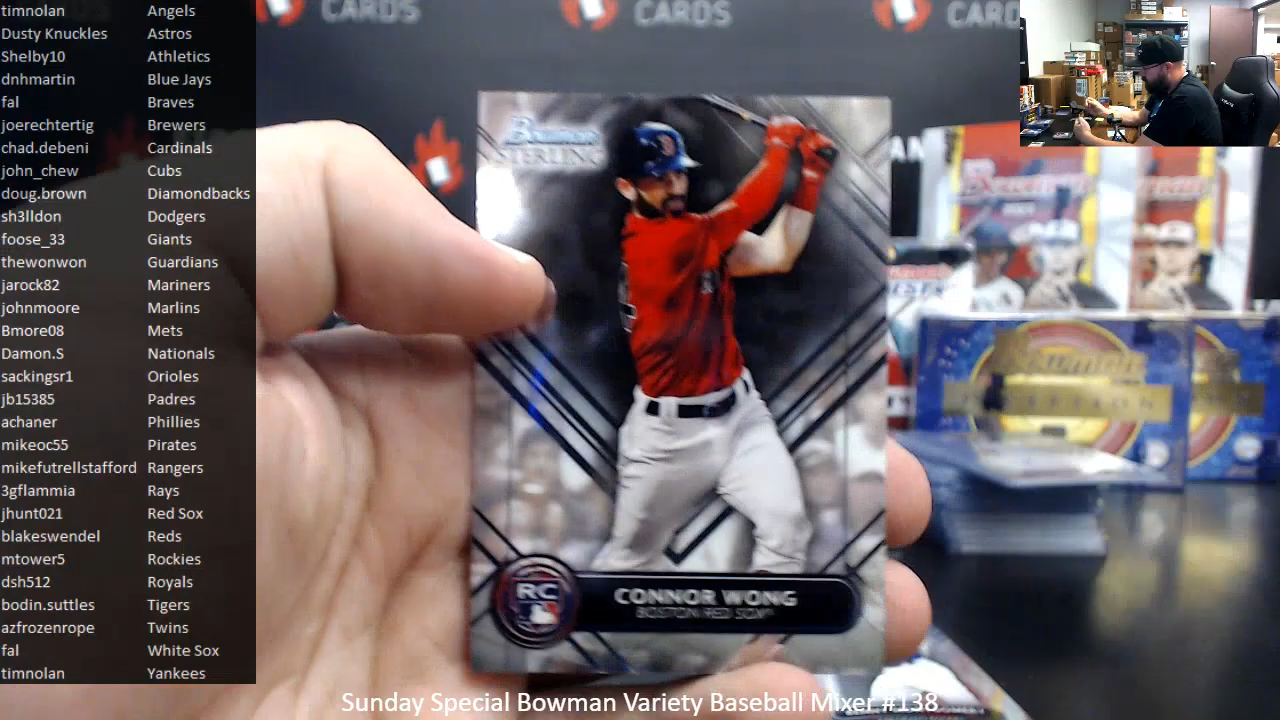 timnolan Angels
Dusty Knuckles Astros
Shelby10 Athletics
dnhmartin Blue Jays
fal Braves
joerechtertig Brewers
chad.debeni Cardinals
john_chew Cubs
doug.brown Diamondbacks
sh3lldon Dodgers
foose_33 Giants
thewonwon Guardians
jarock82 Mariners
johnmoore Marlins
Bmore08 Mets
Damon.S Nationals
sackingsr1 Orioles
jb15385 Padres
achaner Phillies
mikeoc55 Pirates
mikefutrellstafford Rangers
3gflammia Rays
jhunt021 Red Sox
blakeswendel Reds
mtower5 Rockies
dsh512 Royals
bodin.suttles Tigers
azfrozenrope Twins
fal White Sox
timnolan Yankees
CARDS
CARDS
CARD
Bowman
STERLING
RC
CONNOR WONG
BOSTON RED SOX
Bowman
Sunday Special Bowman Variety Baseball Mixer #138